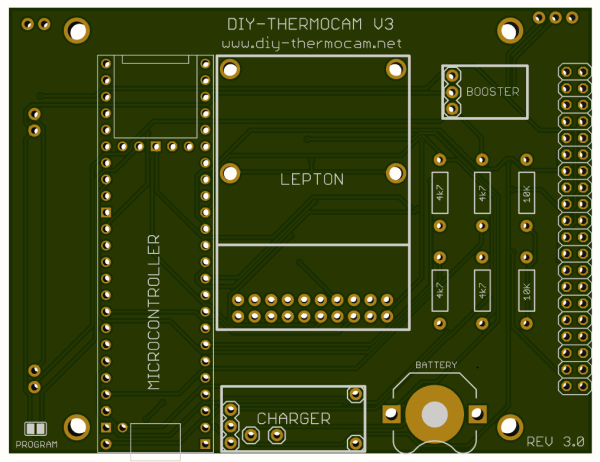 DIY-THERMOCAM V3
www.diy-thermocam.net
BOOSTER
LEPTON
4k7
4k7
10K
MICROCONTROLLER
4k7
4k7
10K
BATTERY
CHARGER
PROGRAM
REV 3.0